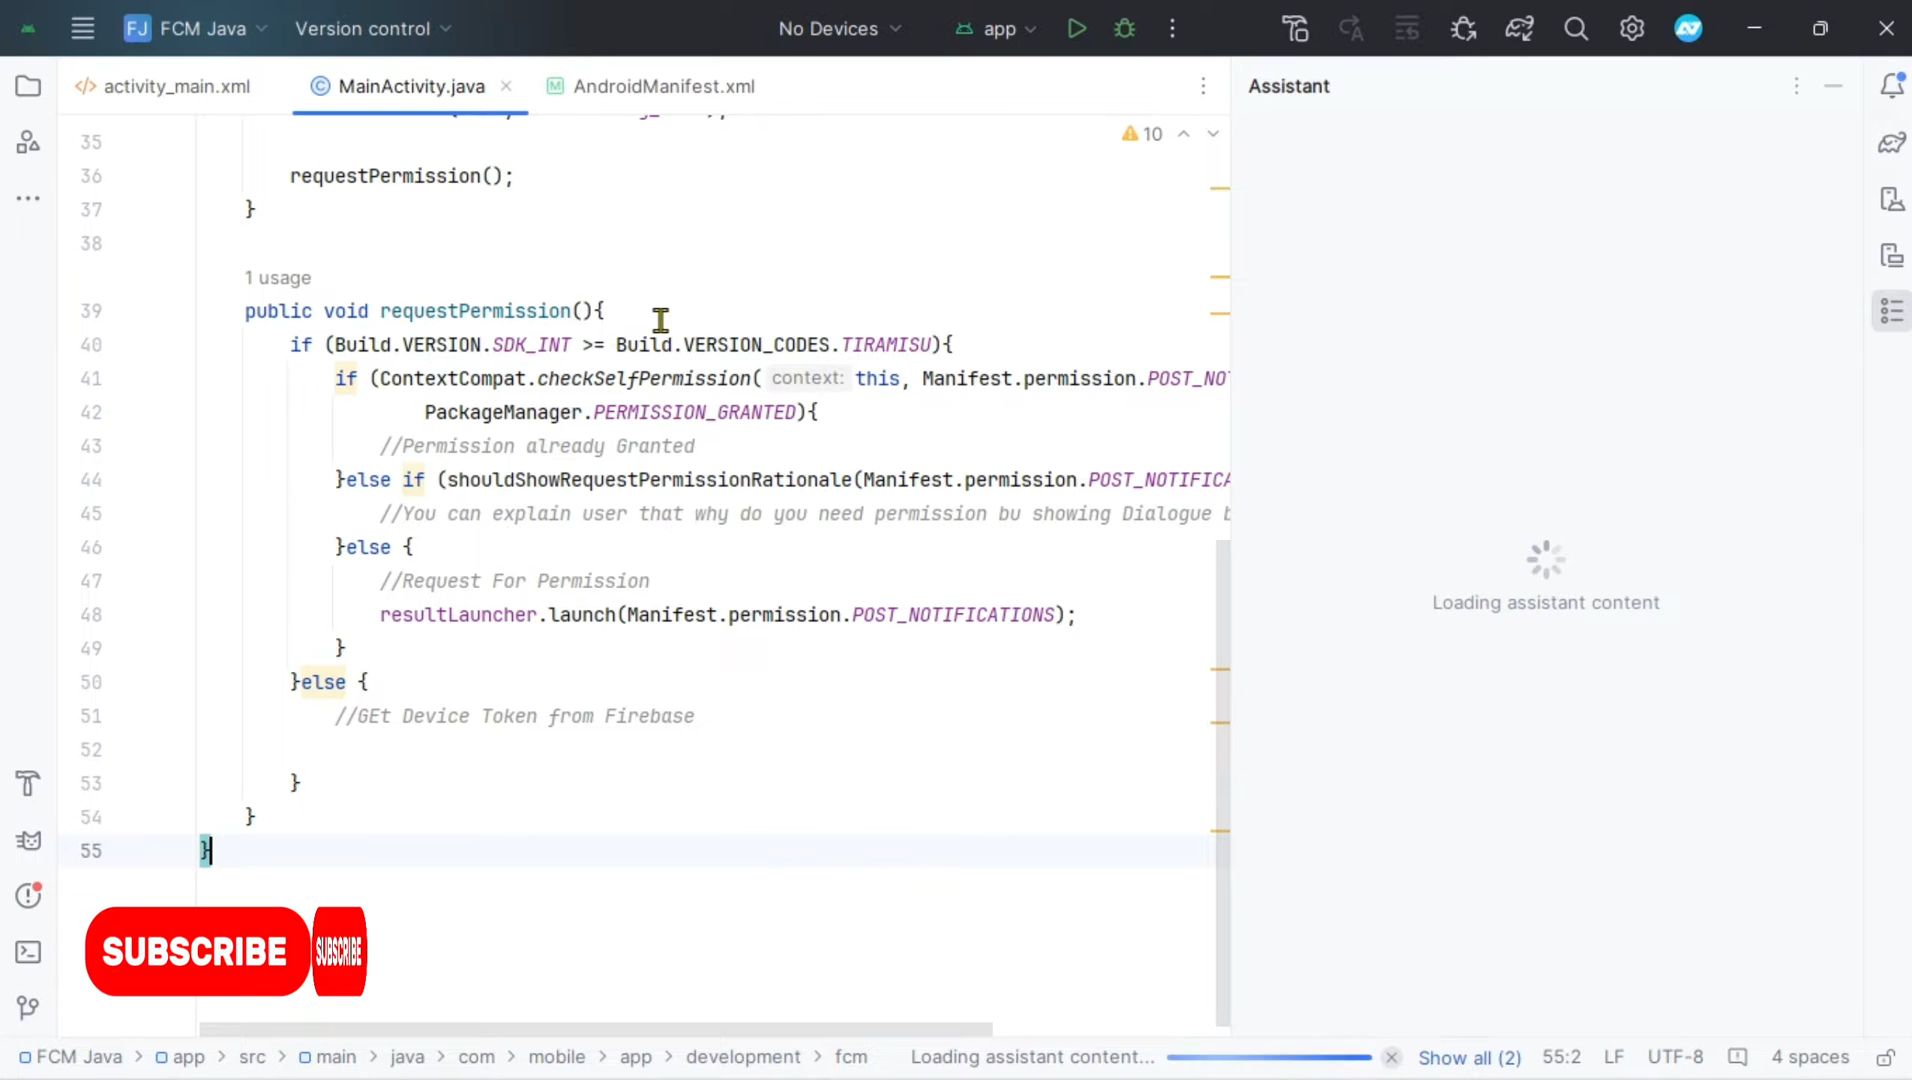 FJ FCM Java Version control No Devices app
activity_main.xml MainActivity.java AndroidManifest.xml Assistant
10
35
36 requestPermission();
37 }
38
1 usage
39 public void requestPermission(){
40 if (Build.VERSION.SDK_INT >= Build.VERSION_CODES.TIRAMISU){
41 if (ContextCompat.checkSelfPermission( context: this, Manifest.permission.POST_NOT
42 PackageManager.PERMISSION_GRANTED){
43 //Permission already Granted
44 }else if (shouldShowRequestPermissionRationale(Manifest.permission.POST_NOTIFICA
45 //You can explain user that why do you need permission bu showing Dialogue b
46 }else {
47 //Request For Permission
48 resultLauncher.launch(Manifest.permission.POST_NOTIFICATIONS);
49 }
50 }else {
51 //GEt Device Token from Firebase
52
53 }
54 }
55 }
Loading assistant content
SUBSCRIBE SUBSCRIBE
FCM Java > app > src > main > java > com > mobile > app > development > fcm Loading assistant content... Show all (2) 55:2 LF UTF-8 4 spaces